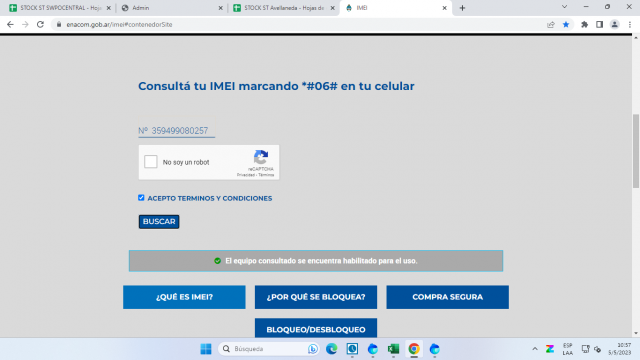 STOCK ST SWPOCENTRAL - Hoja
Admin
STOCK ST Avellaneda - Hojas de
IMEI
enacom.gob.ar/imei#contenedorSite
Consultá tu IMEI marcando *#06# en tu celular
Nº 359499080257
No soy un robot
reCAPTCHA
Privacidad - Términos
ACEPTO TERMINOS Y CONDICIONES
BUSCAR
El equipo consultado se encuentra habilitado para el uso.
¿QUÉ ES IMEI? ¿POR QUÉ SE BLOQUEA? COMPRA SEGURA
BLOQUEO/DESBLOQUEO
Búsqueda
ESP
LAA
20:57
5/5/2023